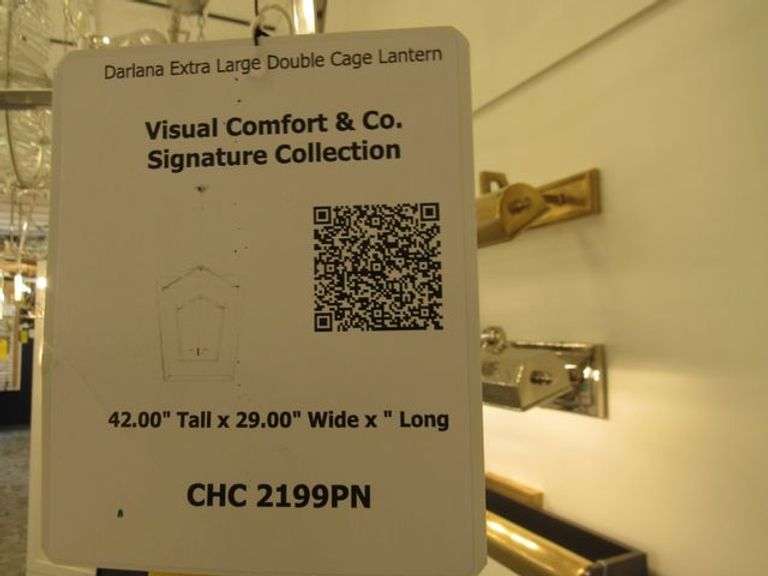 Darlana Extra Large Double Cage Lantern
Visual Comfort & Co.
Signature Collection
42.00" Tall x 29.00" Wide x " Long
CHC 2199PN